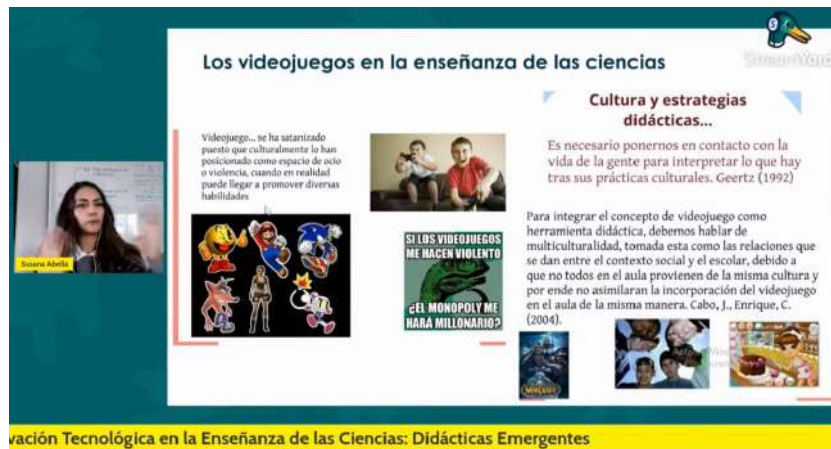 StreamYard
Los videojuegos en la enseñanza de las ciencias
Videojuego... se ha satanizado
puesto que culturalmente lo han
posicionado como espacio de ocio
o violencia, cuando en realidad
puede llegar a promover diversas
habilidades
SI LOS VIDEOJUEGOS
ME HACEN VIOLENTO
¿EL MONOPOLY ME
HARÁ MILLONARIO?
Cultura y estrategias
didácticas...
Es necesario ponernos en contacto con la
vida de la gente para interpretar lo que hay
tras sus prácticas culturales. Geertz (1992)
Para integrar el concepto de videojuego como
herramienta didáctica, debemos hablar de
multiculturalidad, tomada esta como las relaciones que
se dan entre el contexto social y el escolar, debido a
que no todos en el aula provienen de la misma cultura y
por ende no asimilaran la incorporación del videojuego
en el aula de la misma manera. Cabo, J., Enrique, C.
(2004).
WARCRAFT
Susana Abella
vación Tecnológica en la Enseñanza de las Ciencias: Didácticas Emergentes